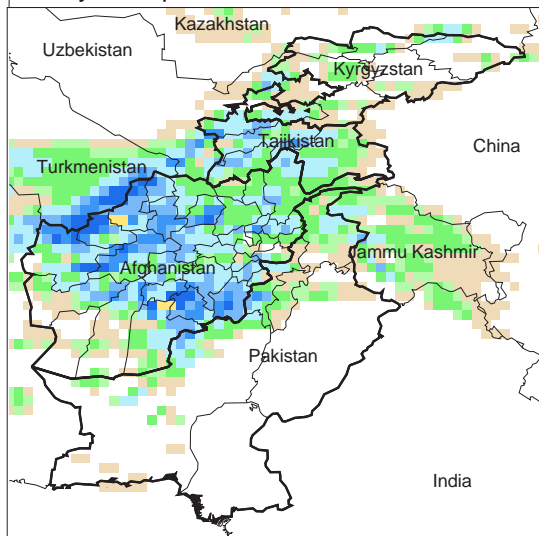 Kazakhstan
Uzbekistan
Kyrgyzstan
Tajikistan
China
Turkmenistan
Jammu Kashmir
Afghanistan
Pakistan
India